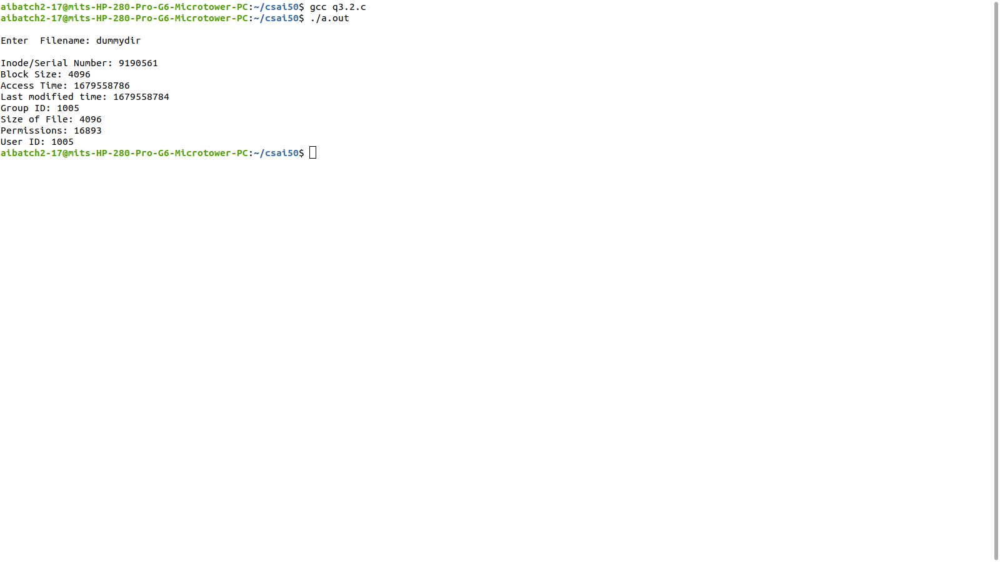 aibatch2-17@mits-HP-280-Pro-G6-Microtower-PC:~/csai50$ gcc q3.2.c
aibatch2-17@mits-HP-280-Pro-G6-Microtower-PC:~/csai50$ ./a.out
Enter  Filename: dummydir
Inode/Serial Number: 9190561
Block Size: 4096
Access Time: 1679558786
Last modified time: 1679558784
Group ID: 1005
Size of File: 4096
Permissions: 16893
User ID: 1005
aibatch2-17@mits-HP-280-Pro-G6-Microtower-PC:~/csai50$